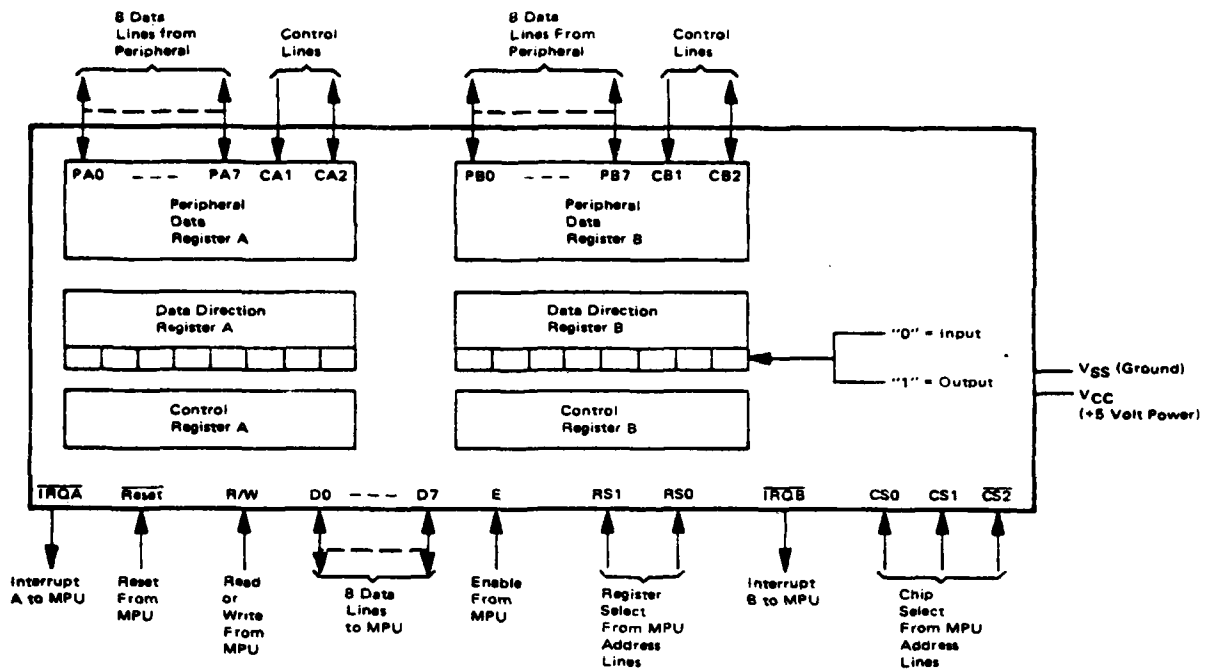 8 Data
Lines from
Peripheral
Control
Lines
8 Data
Lines From
Peripheral
Control
Lines
PA0 --- PA7 CA1 CA2
Peripheral
Data
Register A
PB0 --- PB7 CB1 CB2
Peripheral
Data
Register B
Data Direction
Register A
Data Direction
Register B
"0" = Input
"1" = Output
Control
Register A
Control
Register B
VSS (Ground)
VCC
(+5 Volt Power)
IRQA Reset R/W D0 --- D7 E RS1 RS0 IRQB CS0 CS1 CS2
Interrupt
A to MPU
Reset
From
MPU
Read
or
Write
From
MPU
8 Data
Lines
to MPU
Enable
From
MPU
Register
Select
From MPU
Address
Lines
Interrupt
B to MPU
Chip
Select
From MPU
Address
Lines